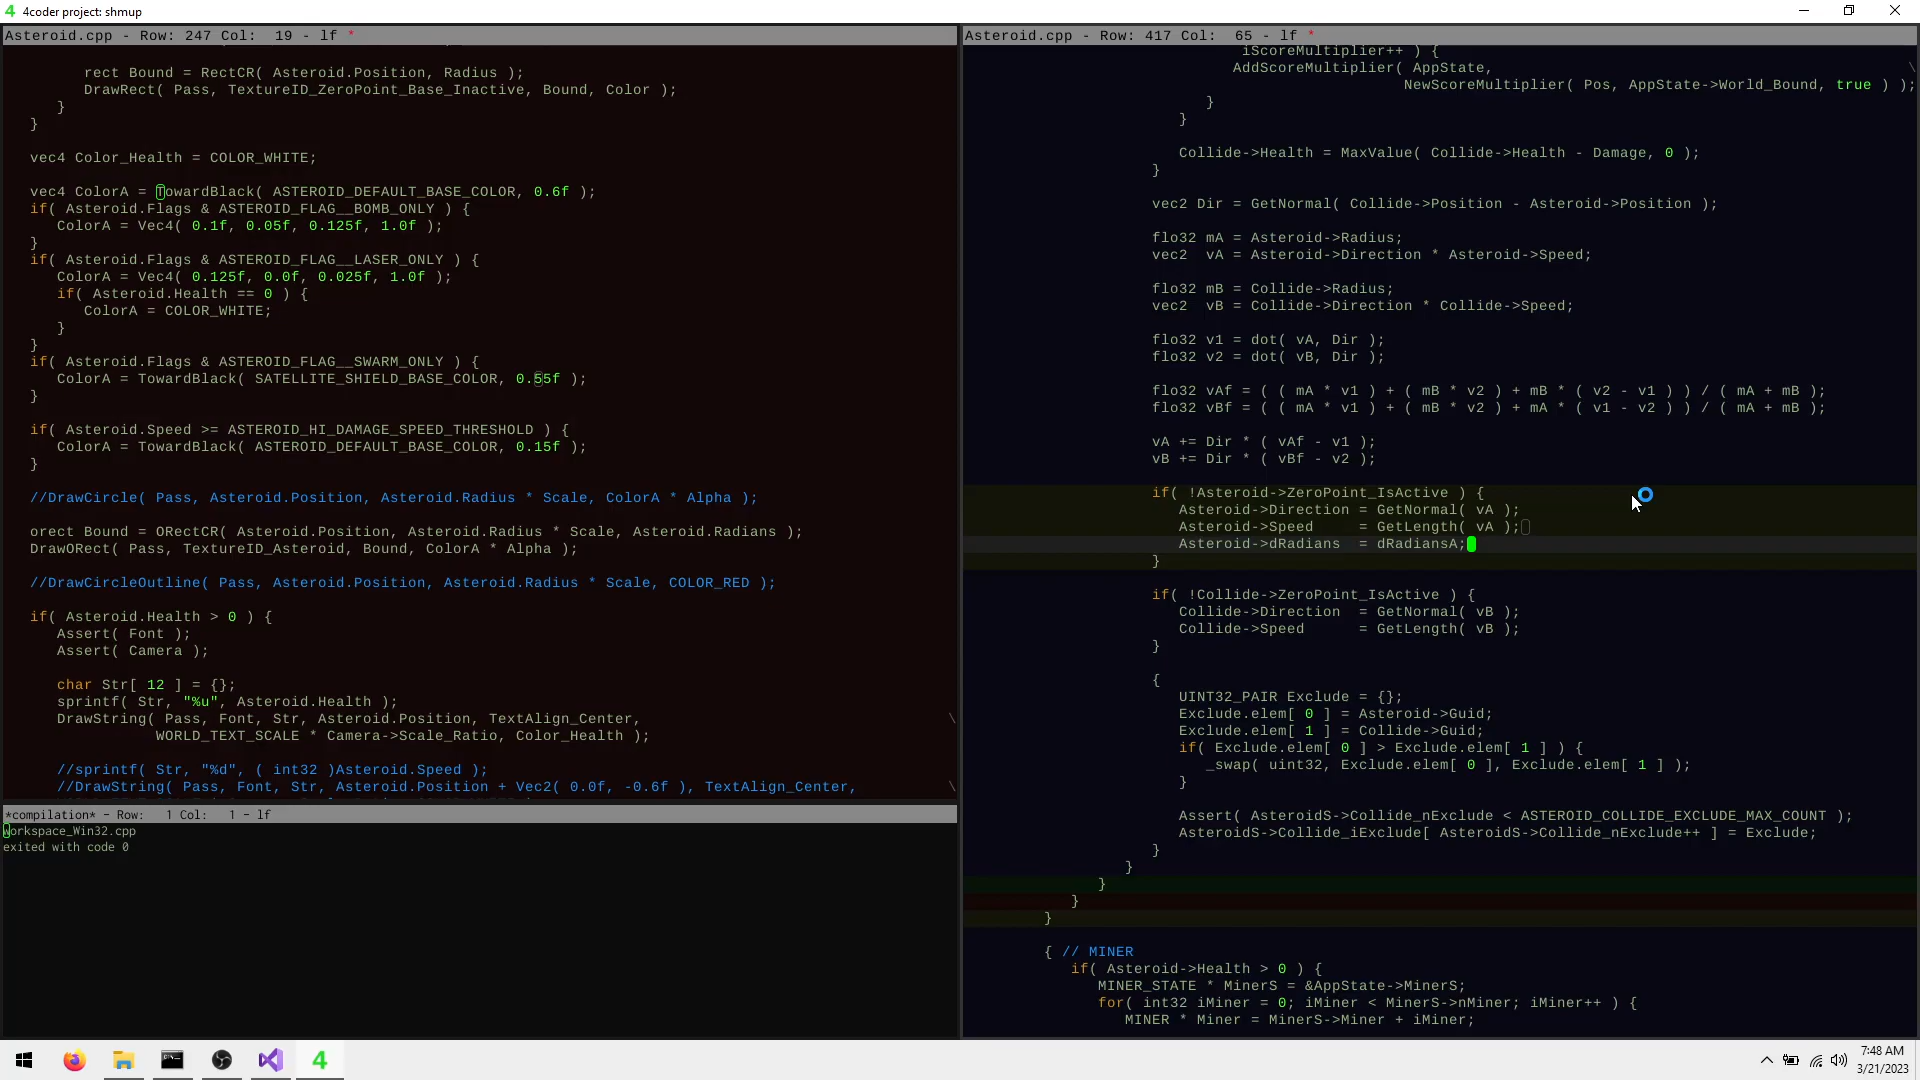 4coder project: shmup
Asteroid.cpp - Row: 247 Col:  19 - lf *
rect Bound = RectCR( Asteroid.Position, Radius );
DrawRect( Pass, TextureID_ZeroPoint_Base_Inactive, Bound, Color );
}
}
vec4 Color_Health = COLOR_WHITE;
vec4 ColorA = TowardBlack( ASTEROID_DEFAULT_BASE_COLOR, 0.6f );
if( Asteroid.Flags & ASTEROID_FLAG__BOMB_ONLY ) {
ColorA = Vec4( 0.1f, 0.05f, 0.125f, 1.0f );
}
if( Asteroid.Flags & ASTEROID_FLAG__LASER_ONLY ) {
ColorA = Vec4( 0.125f, 0.0f, 0.025f, 1.0f );
if( Asteroid.Health == 0 ) {
ColorA = COLOR_WHITE;
}
}
if( Asteroid.Flags & ASTEROID_FLAG__SWARM_ONLY ) {
ColorA = TowardBlack( SATELLITE_SHIELD_BASE_COLOR, 0.55f );
}
if( Asteroid.Speed >= ASTEROID_HI_DAMAGE_SPEED_THRESHOLD ) {
ColorA = TowardBlack( ASTEROID_DEFAULT_BASE_COLOR, 0.15f );
}
//DrawCircle( Pass, Asteroid.Position, Asteroid.Radius * Scale, ColorA * Alpha );
orect Bound = ORectCR( Asteroid.Position, Asteroid.Radius * Scale, Asteroid.Radians );
DrawORect( Pass, TextureID_Asteroid, Bound, ColorA * Alpha );
//DrawCircleOutline( Pass, Asteroid.Position, Asteroid.Radius * Scale, COLOR_RED );
if( Asteroid.Health > 0 ) {
Assert( Font );
Assert( Camera );
char Str[ 12 ] = {};
sprintf( Str, "%u", Asteroid.Health );
DrawString( Pass, Font, Str, Asteroid.Position, TextAlign_Center, \
WORLD_TEXT_SCALE * Camera->Scale_Ratio, Color_Health );
//sprintf( Str, "%d", ( int32 )Asteroid.Speed );
//DrawString( Pass, Font, Str, Asteroid.Position + Vec2( 0.0f, -0.6f ), TextAlign_Center, \
*compilation* - Row:   1 Col:   1 - lf
workspace_Win32.cpp
exited with code 0
Asteroid.cpp - Row: 417 Col:  65 - lf *
iScoreMultiplier++ ) {
AddScoreMultiplier( AppState, \
NewScoreMultiplier( Pos, AppState->World_Bound, true ) );
}
}
Collide->Health = MaxValue( Collide->Health - Damage, 0 );
}
vec2 Dir = GetNormal( Collide->Position - Asteroid->Position );
flo32 mA = Asteroid->Radius;
vec2  vA = Asteroid->Direction * Asteroid->Speed;
flo32 mB = Collide->Radius;
vec2  vB = Collide->Direction * Collide->Speed;
flo32 v1 = dot( vA, Dir );
flo32 v2 = dot( vB, Dir );
flo32 vAf = ( ( mA * v1 ) + ( mB * v2 ) + mB * ( v2 - v1 ) ) / ( mA + mB );
flo32 vBf = ( ( mA * v1 ) + ( mB * v2 ) + mA * ( v1 - v2 ) ) / ( mA + mB );
vA += Dir * ( vAf - v1 );
vB += Dir * ( vBf - v2 );
if( !Asteroid->ZeroPoint_IsActive ) {
Asteroid->Direction = GetNormal( vA );
Asteroid->Speed     = GetLength( vA );
Asteroid->dRadians  = dRadiansA;
}
if( !Collide->ZeroPoint_IsActive ) {
Collide->Direction  = GetNormal( vB );
Collide->Speed      = GetLength( vB );
}
{
UINT32_PAIR Exclude = {};
Exclude.elem[ 0 ] = Asteroid->Guid;
Exclude.elem[ 1 ] = Collide->Guid;
if( Exclude.elem[ 0 ] > Exclude.elem[ 1 ] ) {
_swap( uint32, Exclude.elem[ 0 ], Exclude.elem[ 1 ] );
}
Assert( AsteroidS->Collide_nExclude < ASTEROID_COLLIDE_EXCLUDE_MAX_COUNT );
AsteroidS->Collide_iExclude[ AsteroidS->Collide_nExclude++ ] = Exclude;
}
}
}
}
}
{ // MINER
if( Asteroid->Health > 0 ) {
MINER_STATE * MinerS = &AppState->MinerS;
for( int32 iMiner = 0; iMiner < MinerS->nMiner; iMiner++ ) {
MINER * Miner = MinerS->Miner + iMiner;
7:48 AM
3/21/2023